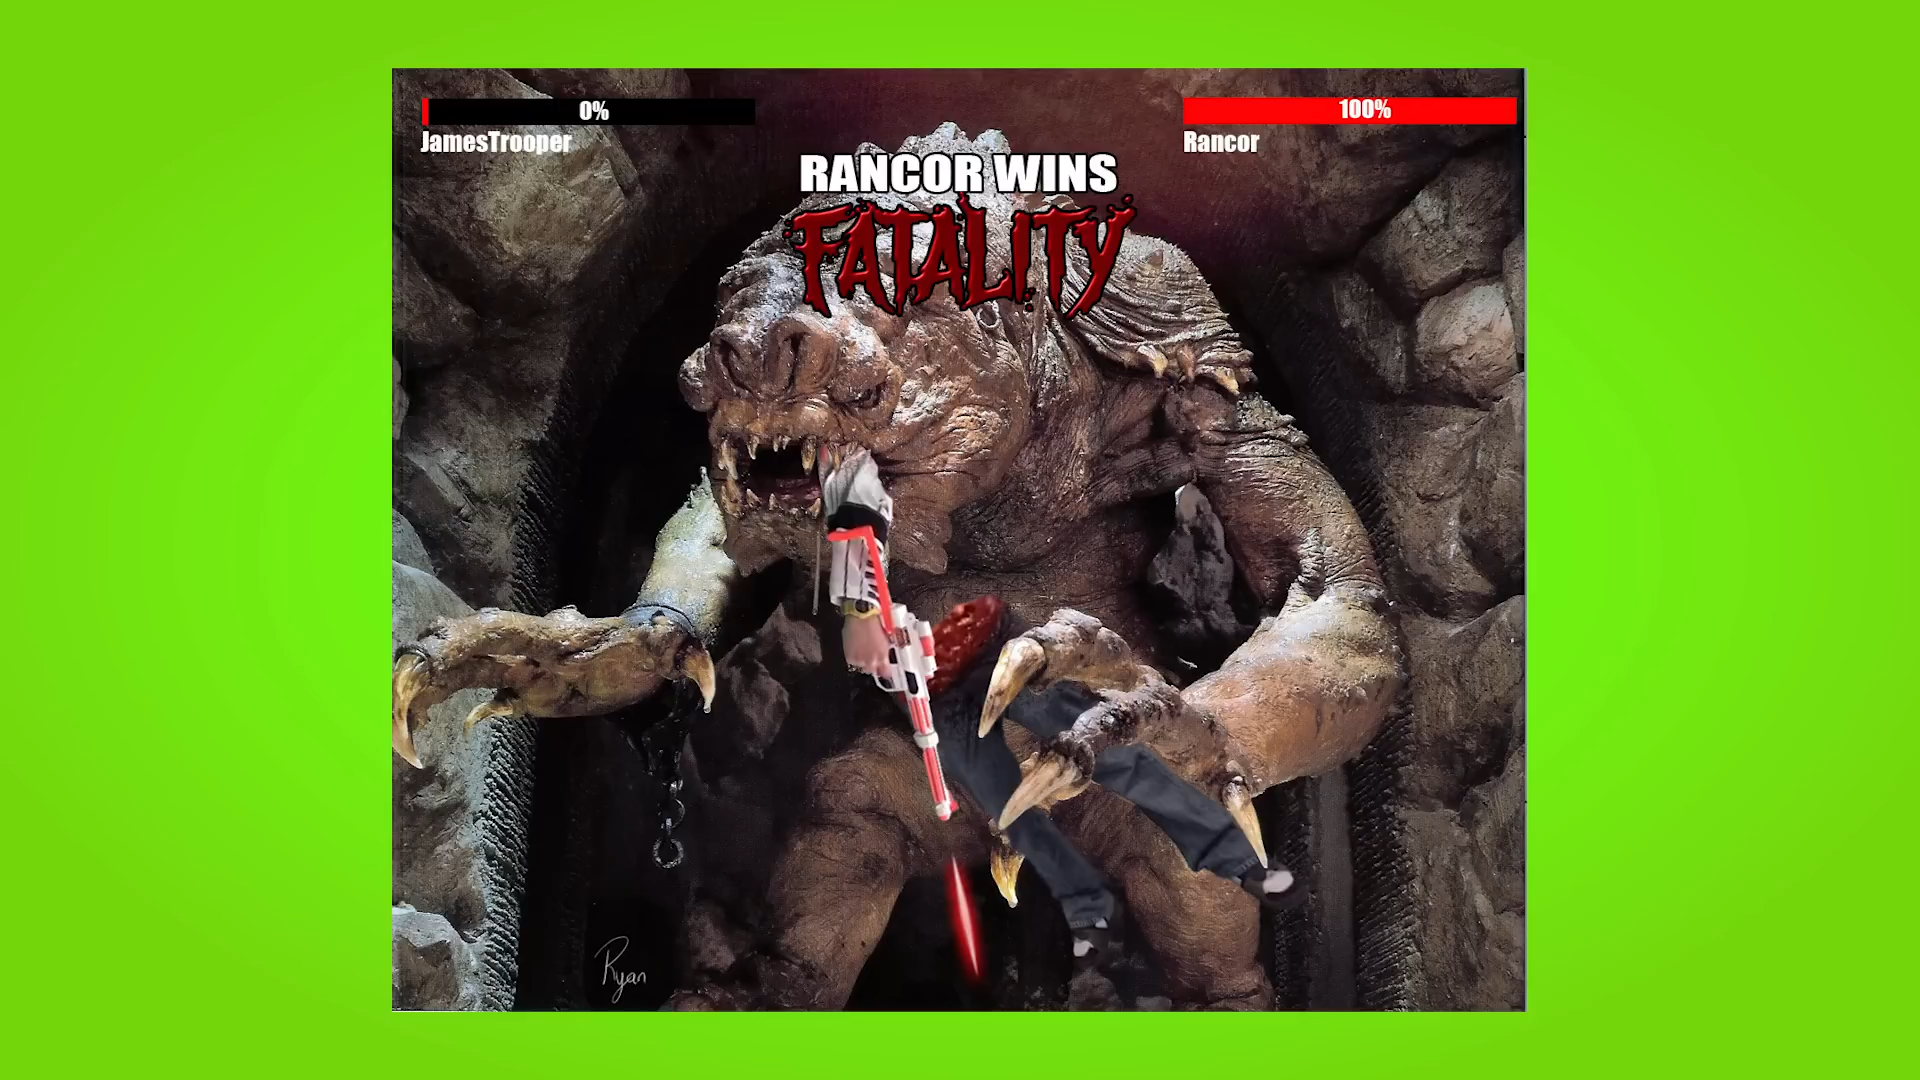 0%
JamesTrooper
100%
Rancor
RANCOR WINS
FATALITY
Ryan